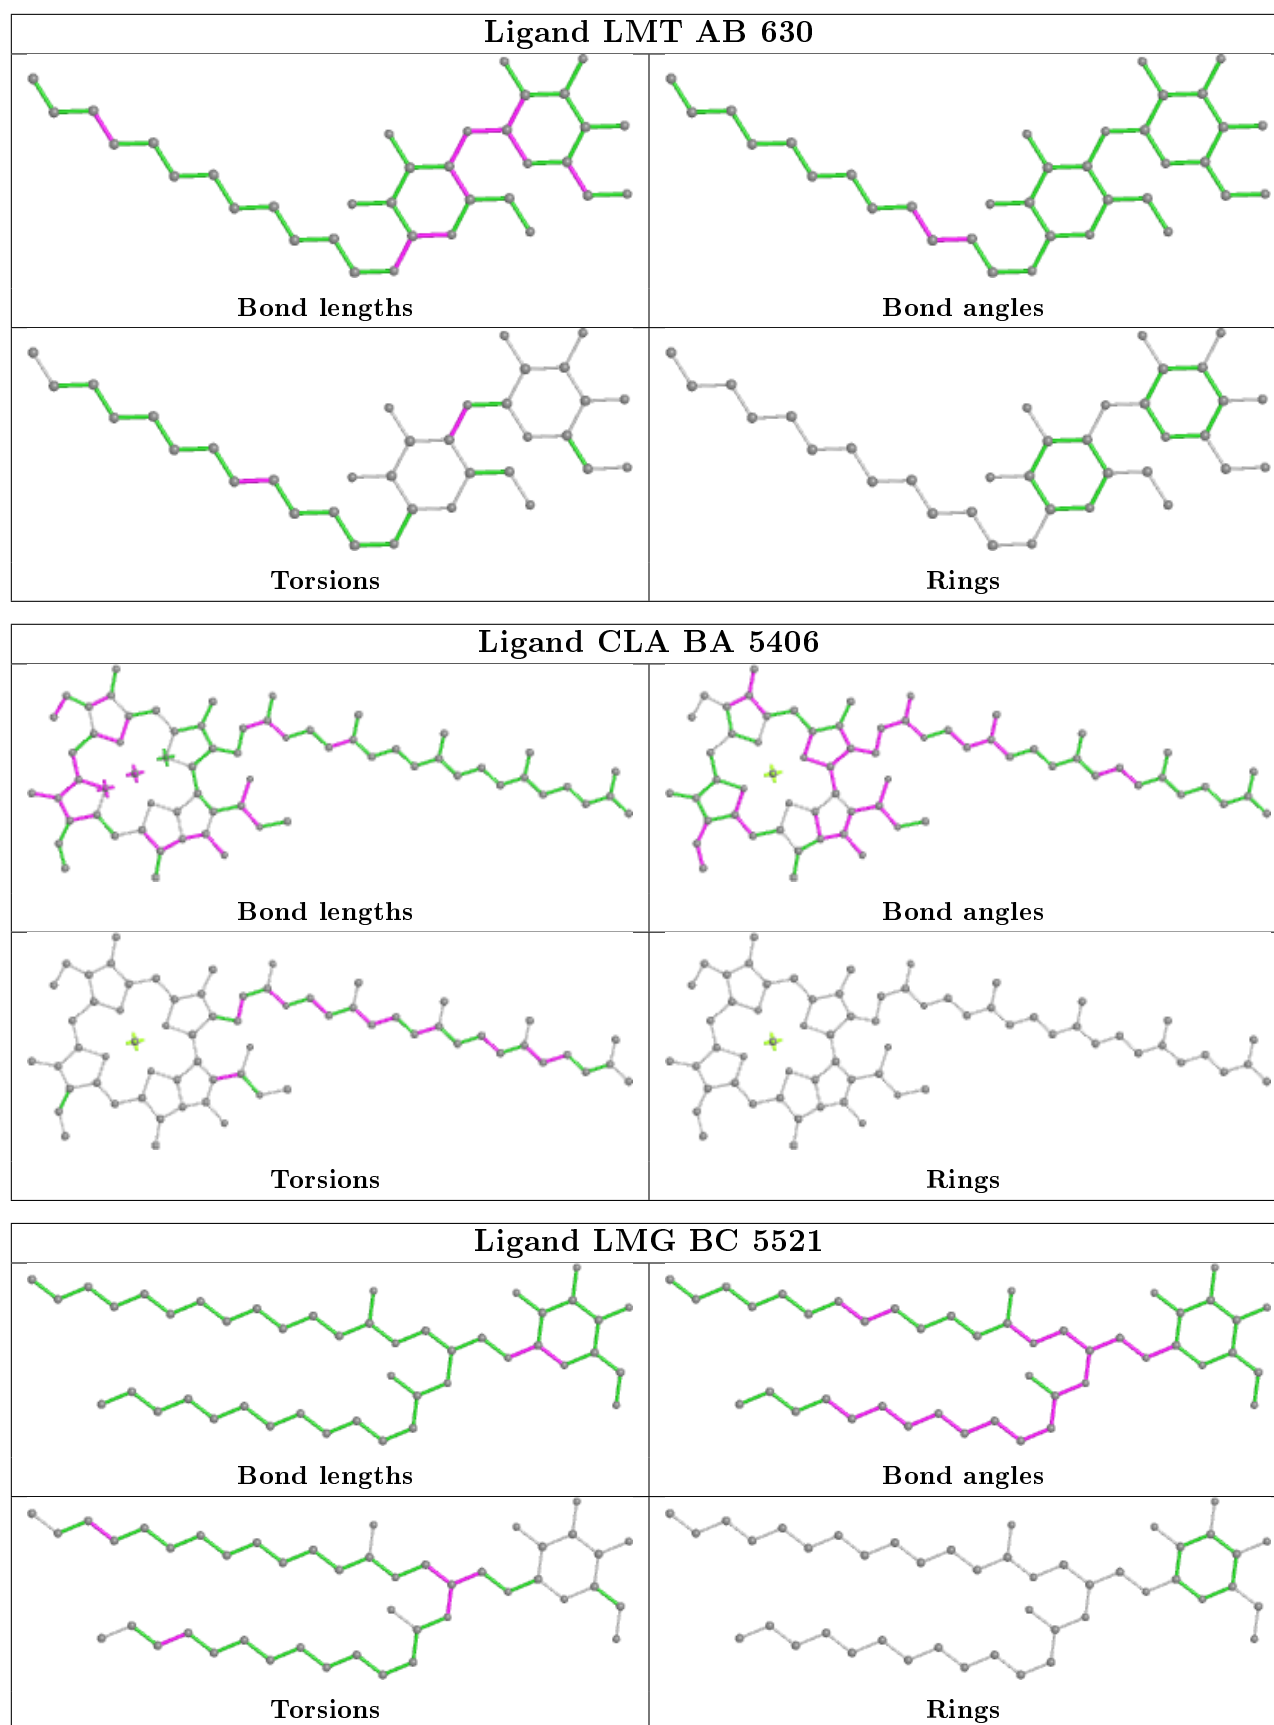 Ligand LMT AB 630
Bond lengths
Bond angles
Torsions
Rings
Ligand CLA BA 5406
Bond lengths
Bond angles
Torsions
Rings
Ligand LMG BC 5521
Bond lengths
Bond angles
Torsions
Rings